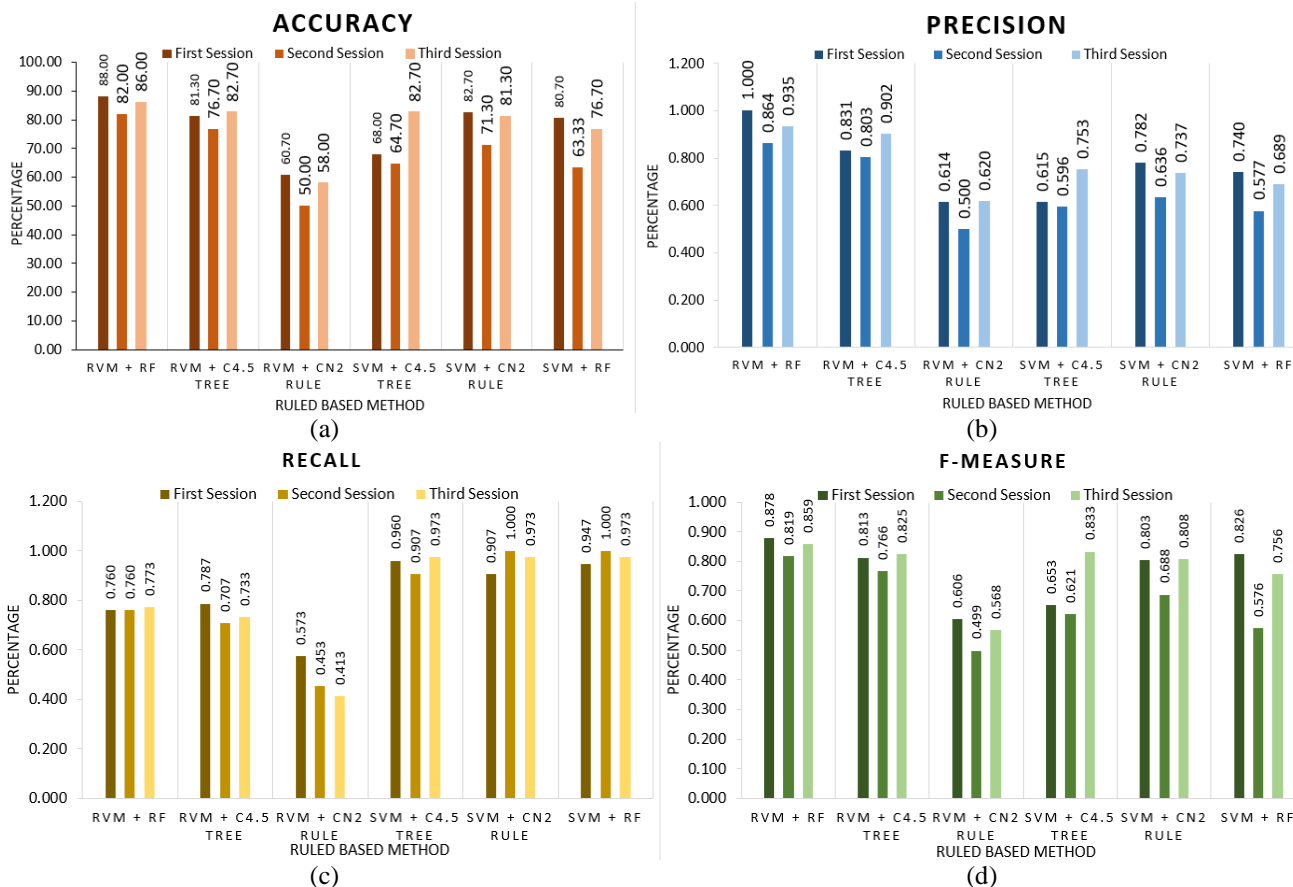 ACCURACY
First Session Second Session Third Session
PERCENTAGE
100.00
90.00
80.00
70.00
60.00
50.00
40.00
30.00
20.00
10.00
0.00
88.00 82.00 86.00
81.30 76.70 82.70
60.70 50.00 58.00
68.00 64.70 82.70
82.70 71.30 81.30
80.70 63.33 76.70
RVM + RF RVM + C4.5 RVM + CN2 SVM + C4.5 SVM + CN2 SVM + RF
TREE RULE TREE RULE
RULED BASED METHOD
(a)
PRECISION
First Session Second Session Third Session
PERCENTAGE
1.200
1.000
0.800
0.600
0.400
0.200
0.000
1.000 0.864 0.935
0.831 0.803 0.902
0.614 0.500 0.620
0.615 0.596 0.753
0.782 0.636 0.737
0.740 0.577 0.689
RVM + RF RVM + C4.5 RVM + CN2 SVM + C4.5 SVM + CN2 SVM + RF
TREE RULE TREE RULE
RULED BASED METHOD
(b)
RECALL
First Session Second Session Third Session
PERCENTAGE
1.200
1.000
0.800
0.600
0.400
0.200
0.000
0.760 0.760 0.773
0.787 0.707 0.733
0.573 0.453 0.413
0.960 0.907 0.973
0.907 1.000 0.973
0.947 1.000 0.973
RVM + RF RVM + C4.5 RVM + CN2 SVM + C4.5 SVM + CN2 SVM + RF
TREE RULE TREE RULE
RULED BASED METHOD
(c)
F-MEASURE
First Session Second Session Third Session
PERCENTAGE
1.000
0.900
0.800
0.700
0.600
0.500
0.400
0.300
0.200
0.100
0.000
0.878 0.819 0.859
0.813 0.766 0.825
0.606 0.499 0.568
0.653 0.621 0.833
0.803 0.688 0.808
0.826 0.576 0.756
RVM + RF RVM + C4.5 RVM + CN2 SVM + C4.5 SVM + CN2 SVM + RF
TREE RULE TREE RULE
RULED BASED METHOD
(d)